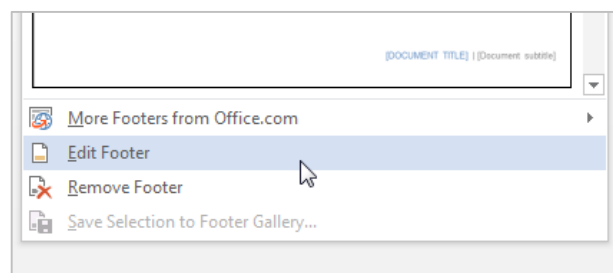 [DOCUMENT TITLE] | [Document subtitle]
More Footers from Office.com
Edit Footer
Remove Footer
Save Selection to Footer Gallery...